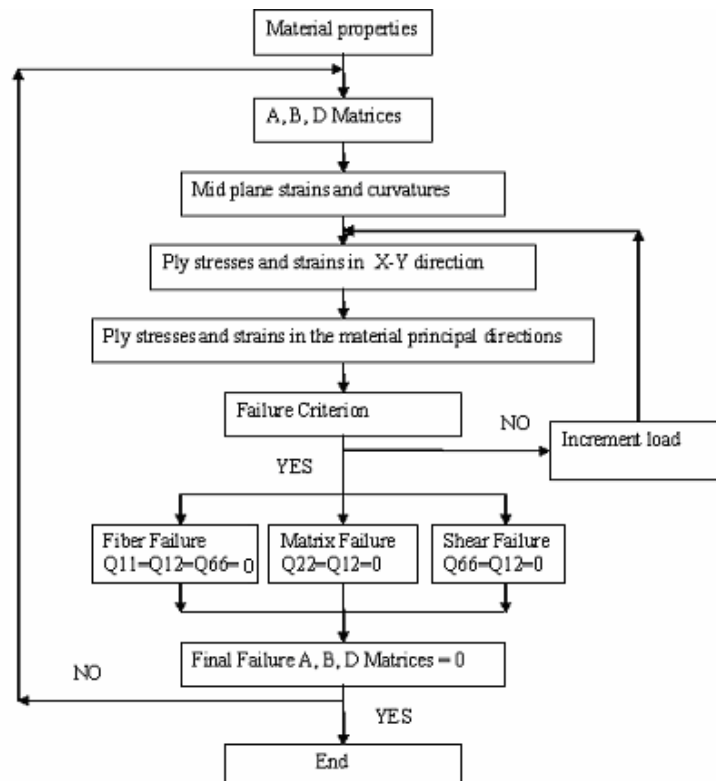 Material properties
A, B, D Matrices
Mid plane strains and curvatures
Ply stresses and strains in X-Y direction
Ply stresses and strains in the material principal directions
Failure Criterion
NO
Increment load
YES
Fiber Failure
Q11=Q12=Q66= 0
Matrix Failure
Q22=Q12=0
Shear Failure
Q66=Q12=0
Final Failure A, B, D Matrices = 0
NO
YES
End